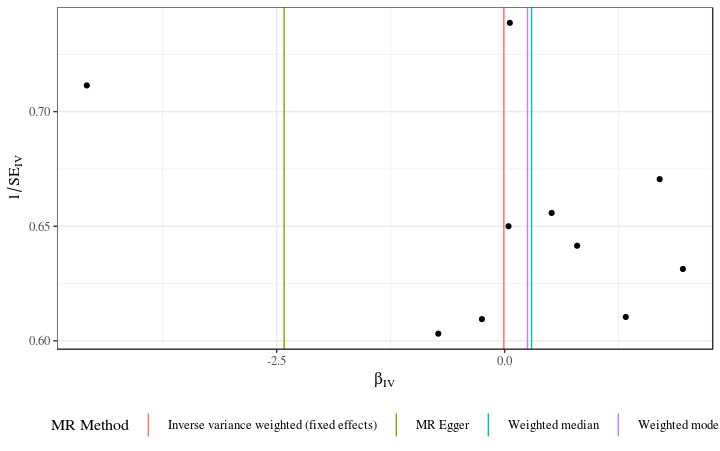 0.70
0.65
0.60
1/SE_IV
-2.5 0.0
β_IV
MR Method Inverse variance weighted (fixed effects) MR Egger Weighted median Weighted mode